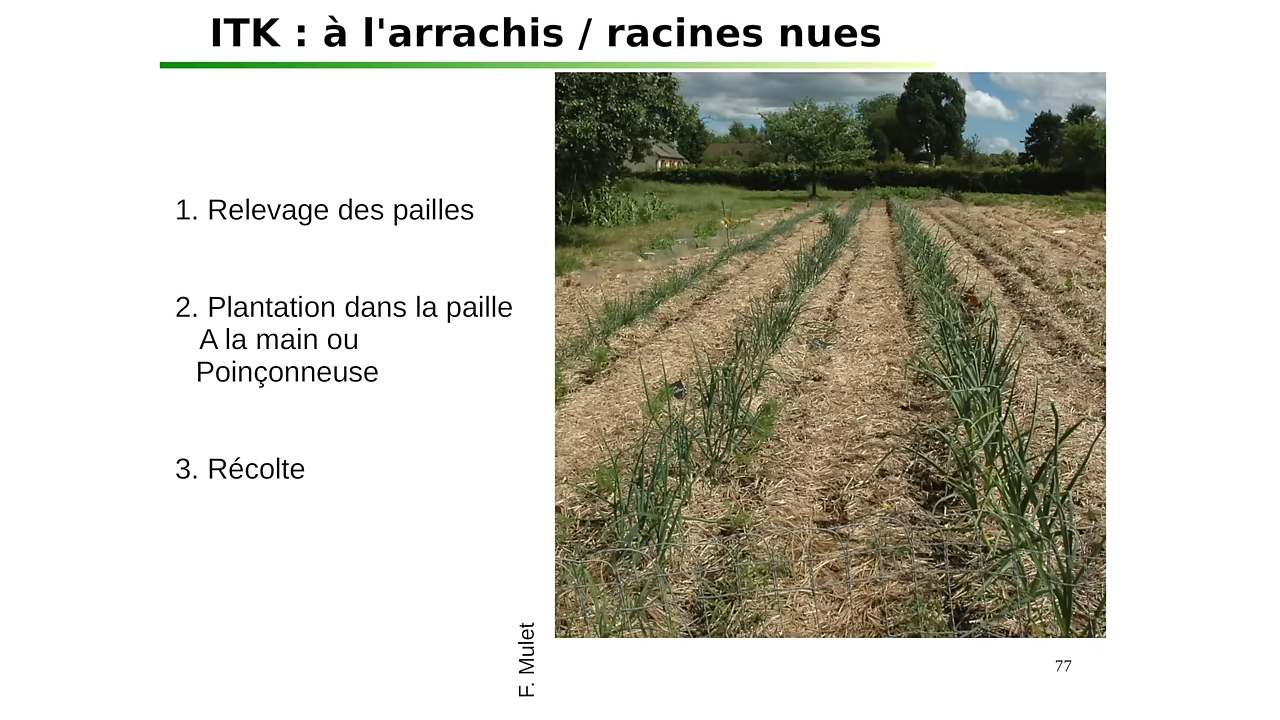 ITK : à l'arrachis / racines nues
1. Relevage des pailles
2. Plantation dans la paille
A la main ou
Poinçonneuse
3. Récolte
F. Mulet
77